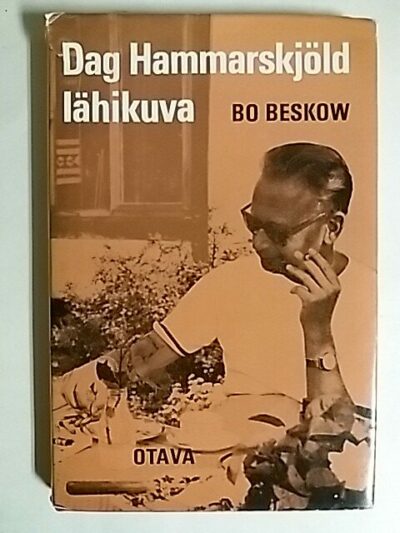 Dag Hammarskjöld
lähikuva BO BESKOW
OTAVA